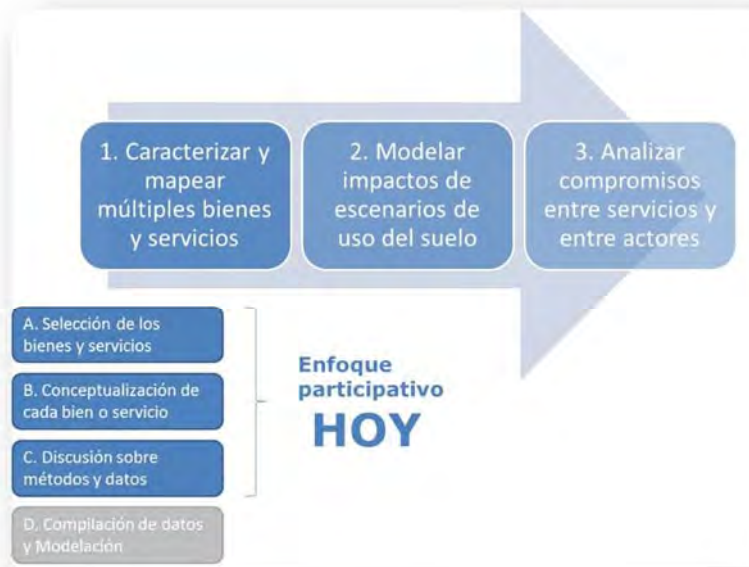 1. Caracterizar y
mapear
múltiples bienes
y servicios
2. Modelar
impactos de
escenarios de
uso del suelo
3. Analizar
compromisos
entre servicios y
entre actores
A. Selección de los
bienes y servicios
B. Conceptualización de
cada bien o servicio
C. Discusión sobre
métodos y datos
D. Compilación de datos
y Modelación
Enfoque
participativo
HOY